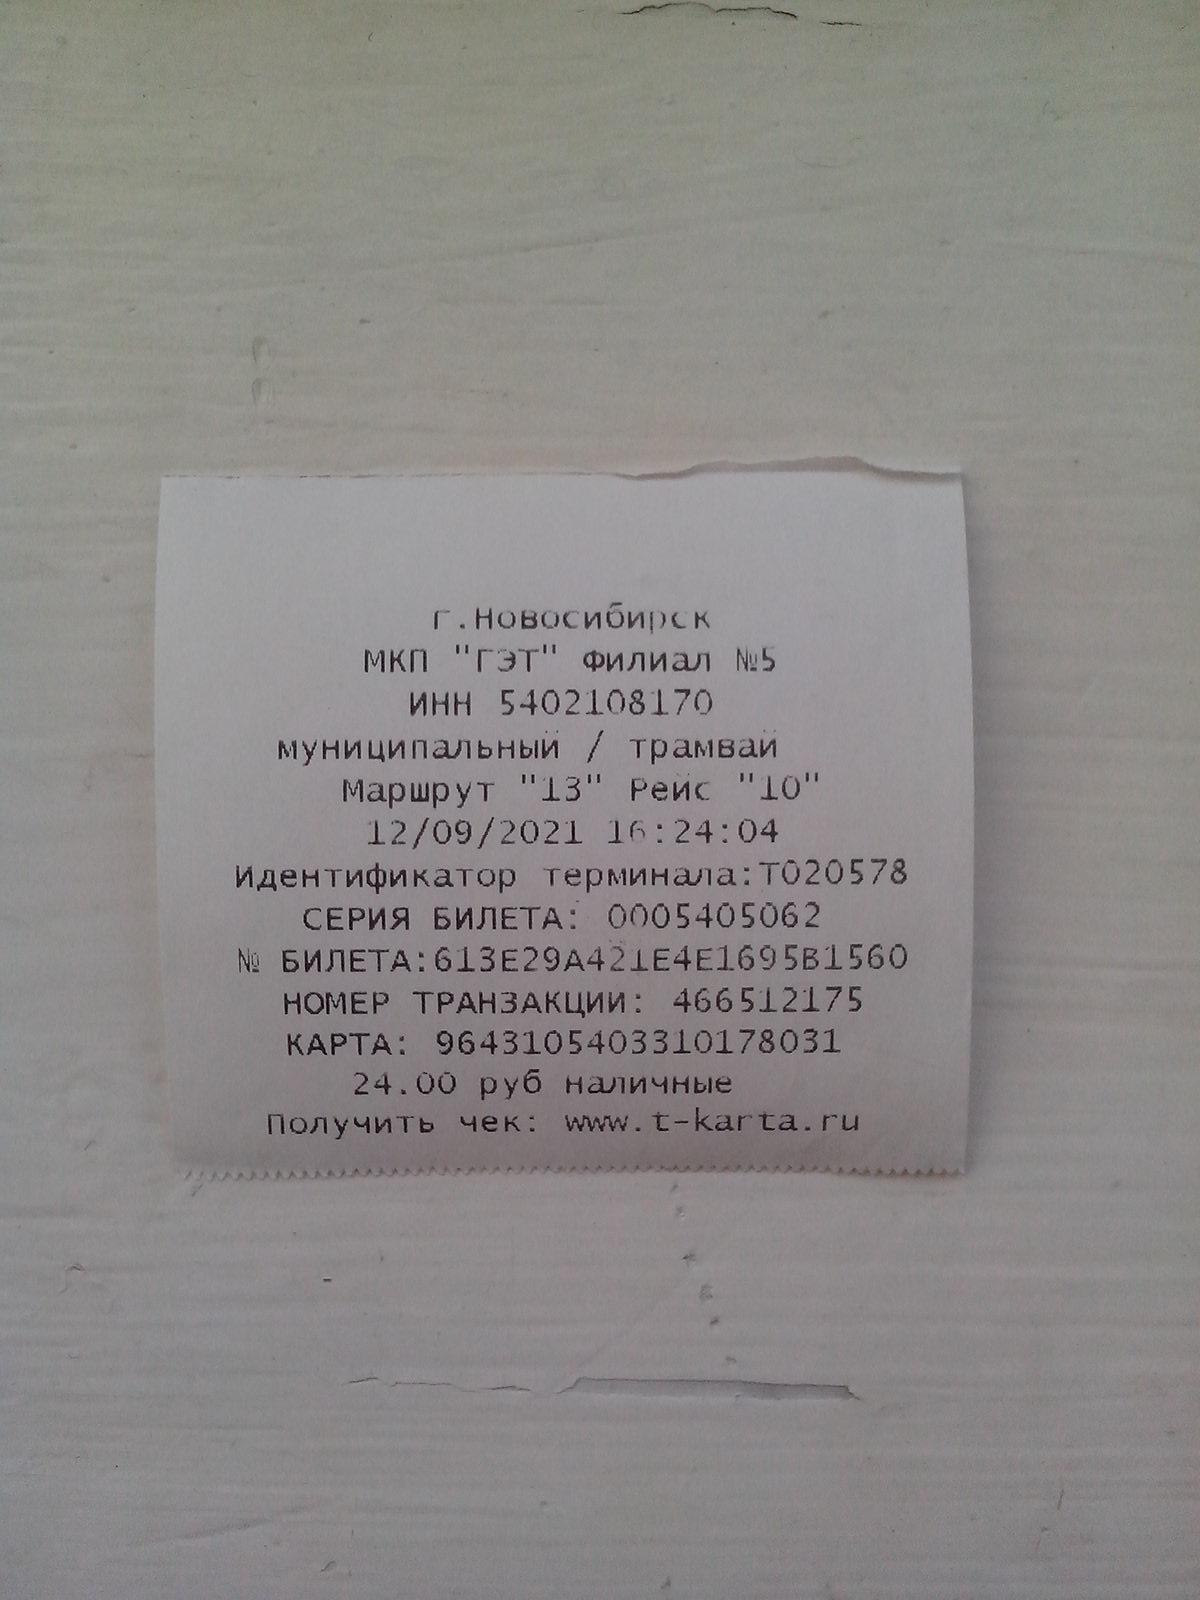 г.Новосибирск
МКП "ГЭТ" Филиал №5
ИНН 5402108170
муниципальный / трамвай
Маршрут "13" Рейс "10"
12/09/2021 16:24:04
Идентификатор терминала:T020578
СЕРИЯ БИЛЕТА: 0005405062
№ БИЛЕТА:613E29A421E4E1695B1560
НОМЕР ТРАНЗАКЦИИ: 466512175
КАРТА: 9643105403310178031
24.00 руб наличные
Получить чек: www.t-karta.ru